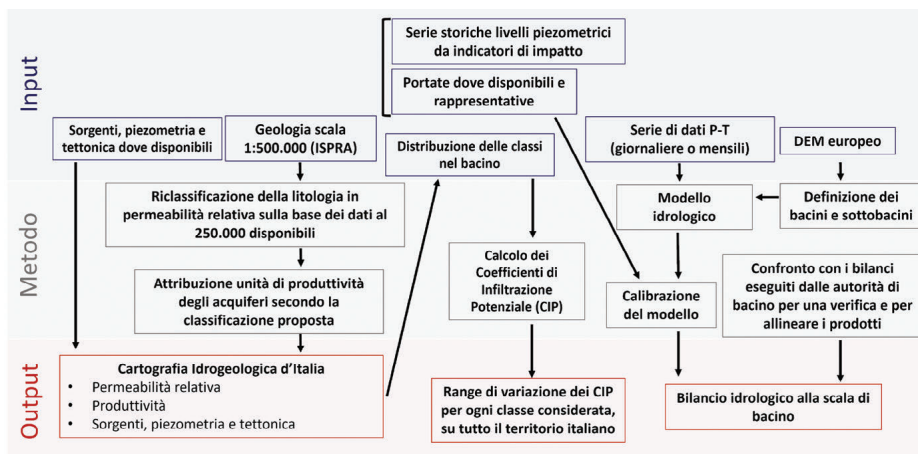 Input
Serie storiche livelli piezometrici
da indicatori di impatto
Portate dove disponibili e
rappresentative
Sorgenti, piezometria e
tettonica dove disponibili
Geologia scala
1:500.000 (ISPRA)
Distribuzione delle classi
nel bacino
Serie di dati P-T
(giornaliere o mensili)
DEM europeo
Metodo
Riclassificazione della litologia in
permeabilità relativa sulla base dei dati al
250.000 disponibili
Modello
idrologico
Definizione dei
bacini e sottobacini
Attribuzione unità di produttività
degli acquiferi secondo la
classificazione proposta
Calcolo dei
Coefficienti di
Infiltrazione
Potenziale (CIP)
Calibrazione
del modello
Confronto con i bilanci
eseguiti dalle autorità di
bacino per una verifica e per
allineare i prodotti
Output
Cartografia Idrogeologica d'Italia
• Permeabilità relativa
• Produttività
• Sorgenti, piezometria e tettonica
Range di variazione dei CIP
per ogni classe considerata,
su tutto il territorio italiano
Bilancio idrologico alla scala di
bacino